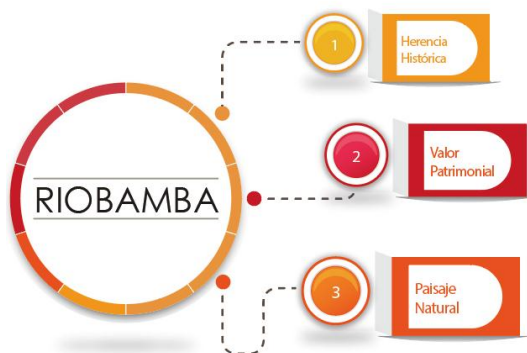 RIOBAMBA
1
Herencia
Histórica
2
Valor
Patrimonial
3
Paisaje
Natural